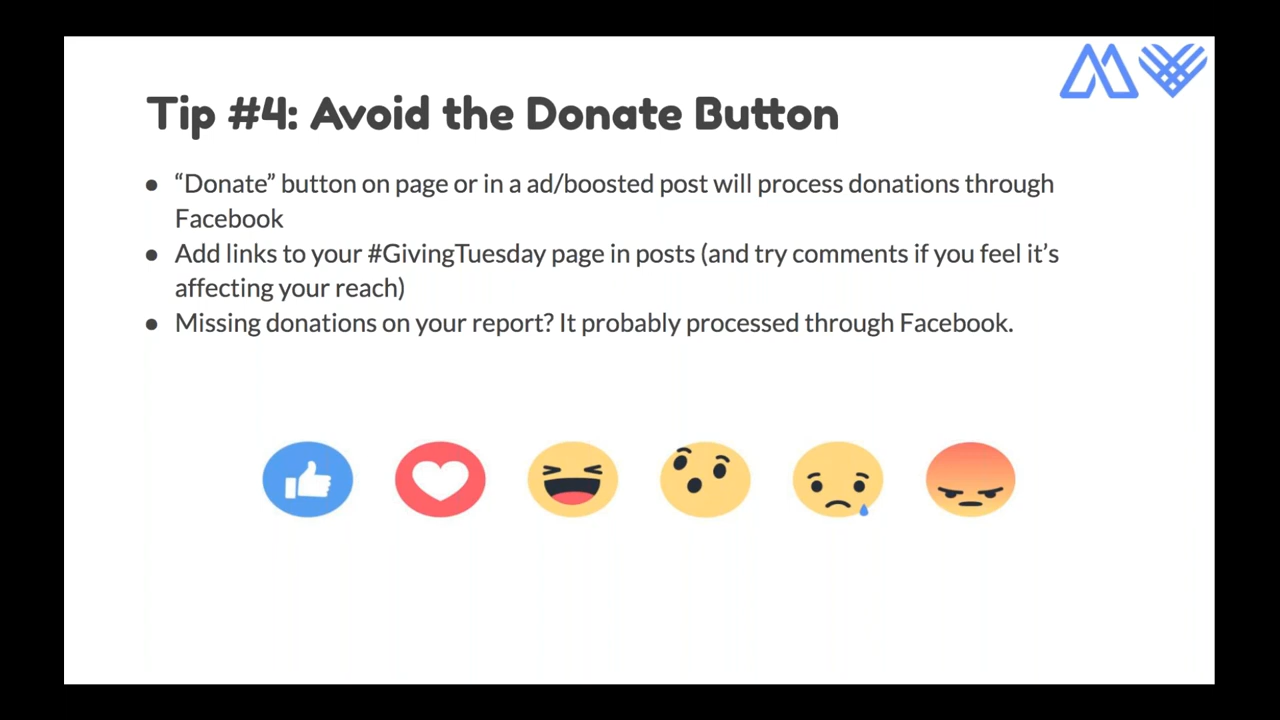 Tip #4: Avoid the Donate Button
● “Donate” button on page or in a ad/boosted post will process donations through
Facebook
● Add links to your #GivingTuesday page in posts (and try comments if you feel it’s
affecting your reach)
● Missing donations on your report? It probably processed through Facebook.